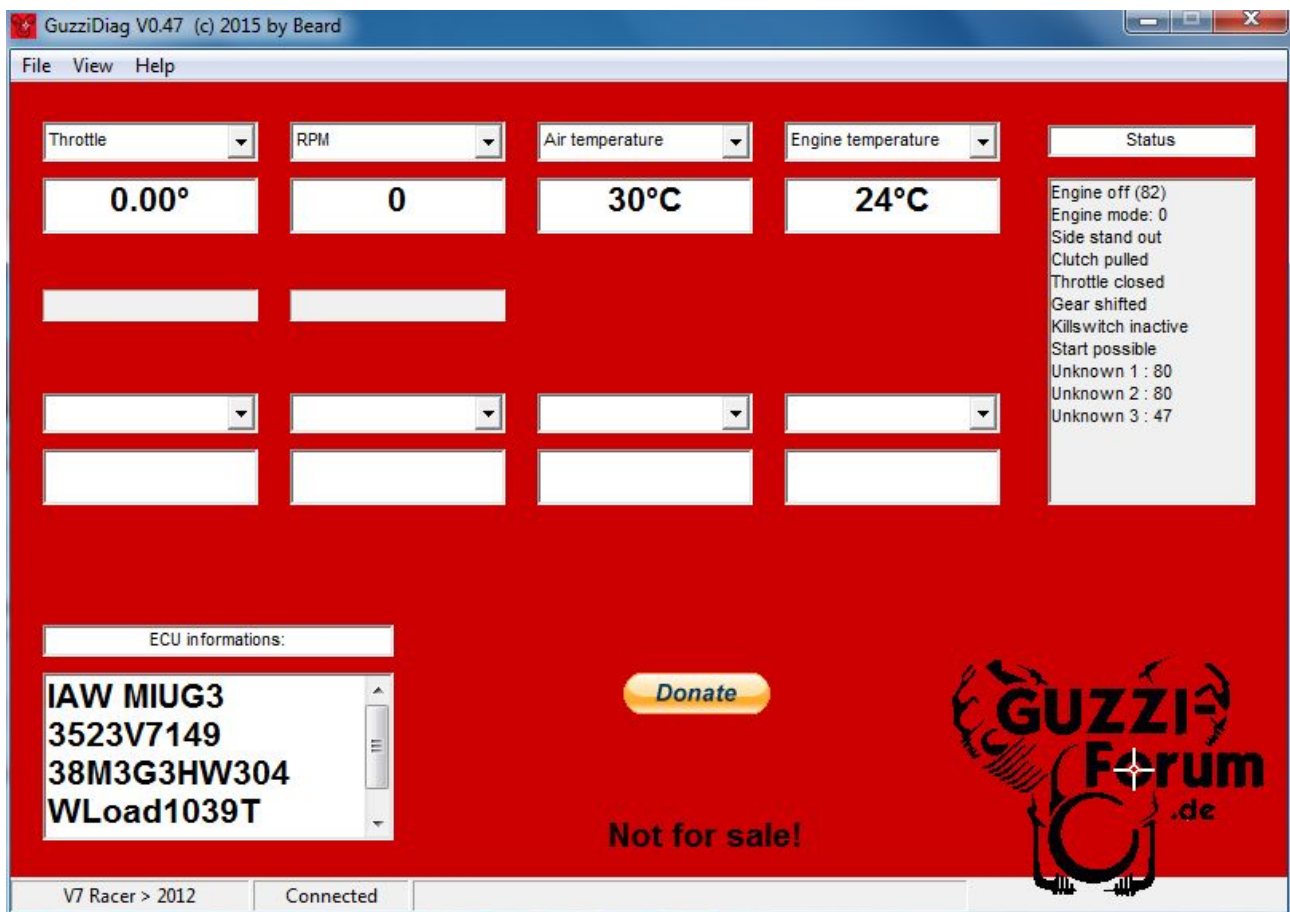 GuzziDiag V0.47 (c) 2015 by Beard
File View Help
Throttle RPM Air temperature Engine temperature Status
0.00° 0 30°C 24°C
Engine off (82)
Engine mode: 0
Side stand out
Clutch pulled
Throttle closed
Gear shifted
Killswitch inactive
Start possible
Unknown 1 : 80
Unknown 2 : 80
Unknown 3 : 47
ECU informations:
IAW MIUG3
3523V7149
38M3G3HW304
WLoad1039T
Donate
Not for sale!
GUZZI-
Forum
.de
V7 Racer > 2012 Connected